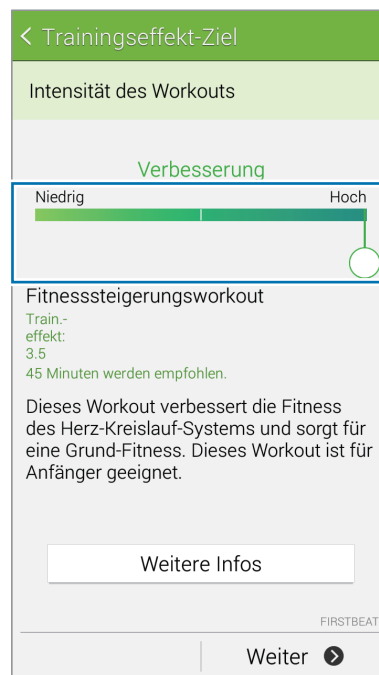 Trainingseffekt-Ziel
Intensität des Workouts
Verbesserung
Niedrig Hoch
Fitnesssteigerungsworkout
Train.-
effekt:
3.5
45 Minuten werden empfohlen.
Dieses Workout verbessert die Fitness
des Herz-Kreislauf-Systems und sorgt für
eine Grund-Fitness. Dieses Workout ist für
Anfänger geeignet.
Weitere Infos
FIRSTBEAT
Weiter